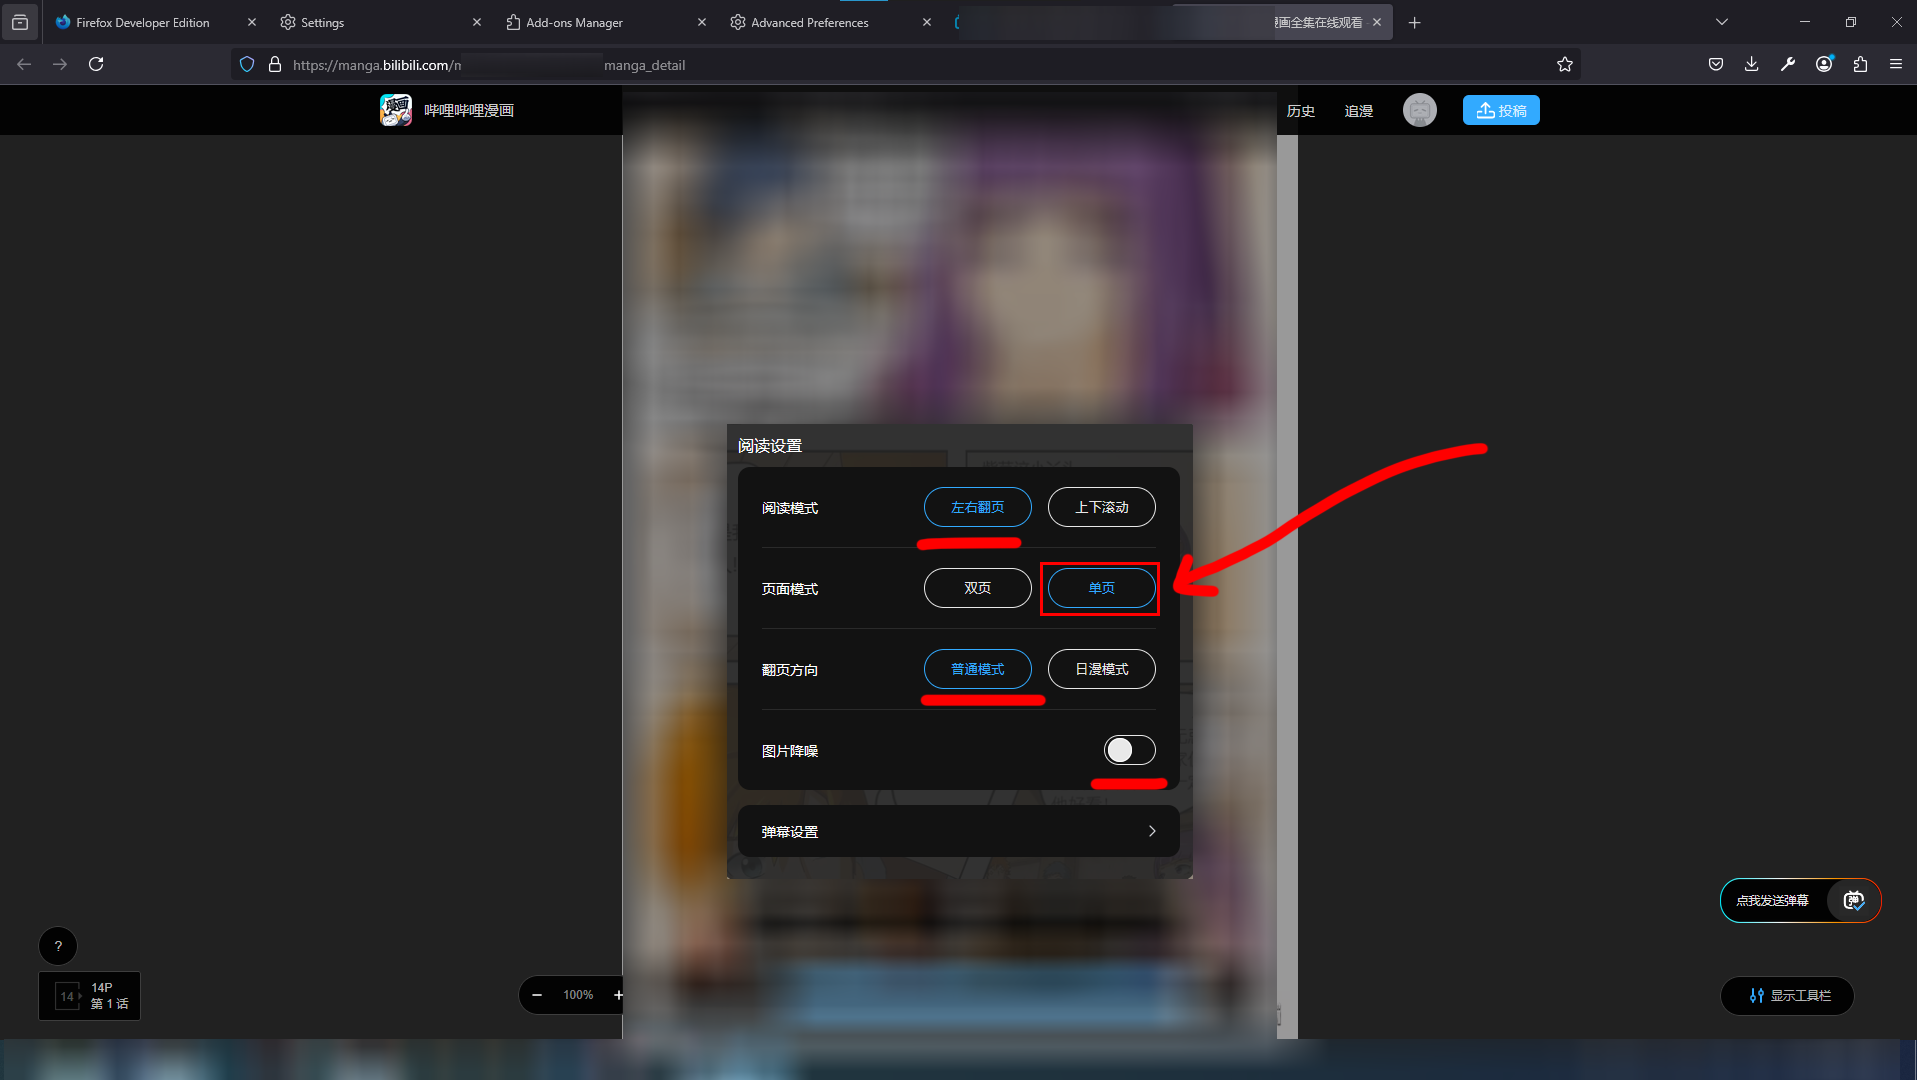 Firefox Developer Edition
Settings
Add-ons Manager
Advanced Preferences
漫画全集在线观看 -
https://manga.bilibili.com/m
manga_detail
漫画
哔哩哔哩漫画
历史
追漫
投稿
阅读设置
阅读模式
左右翻页
上下滚动
页面模式
双页
单页
翻页方向
普通模式
日漫模式
图片降噪
弹幕设置
点我发送弹幕
弹
?
14
14P
第 1 话
100%
显示工具栏